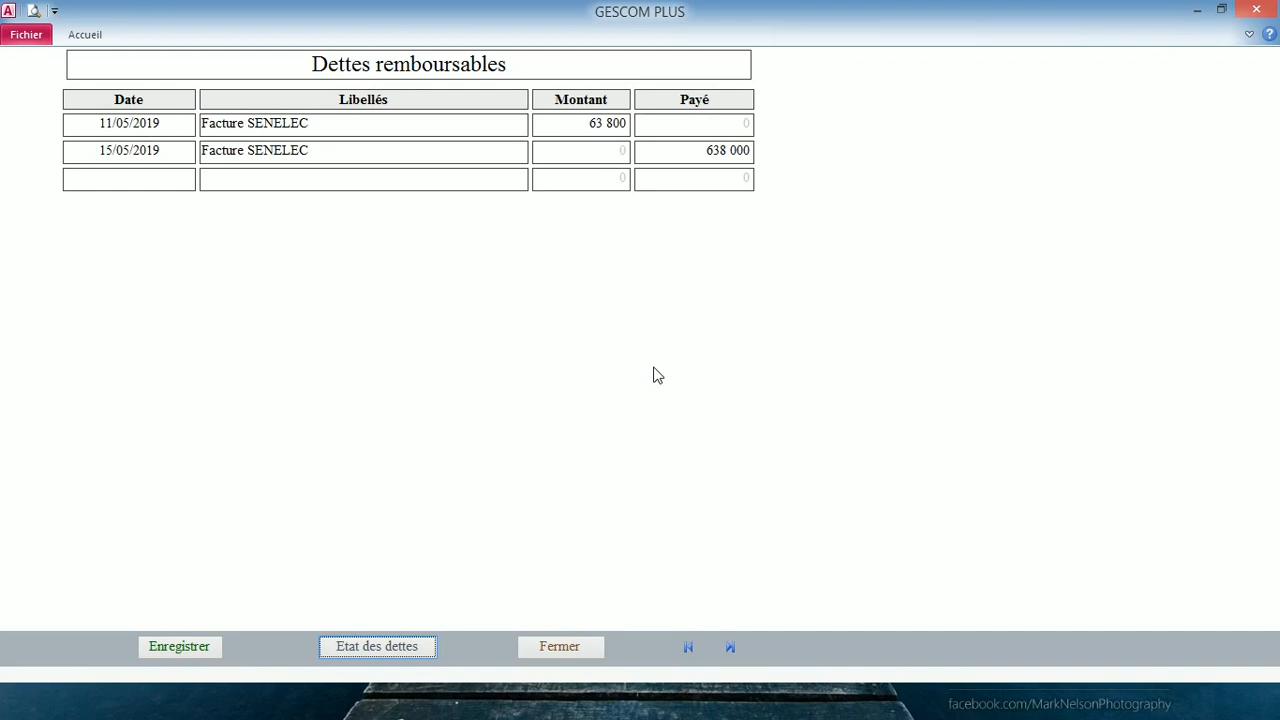 GESCOM PLUS
Fichier Accueil
Dettes remboursables
Date Libellés Montant Payé
11/05/2019 Facture SENELEC 63 800 0
15/05/2019 Facture SENELEC 0 638 000
0 0
Enregistrer Etat des dettes Fermer
facebook.com/MarkNelsonPhotography